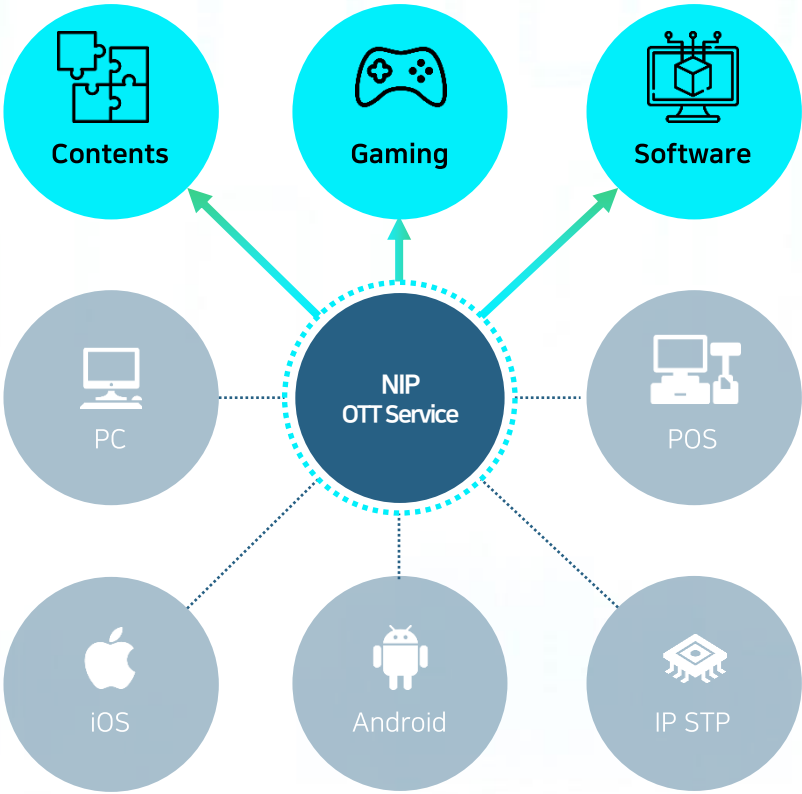 Contents
Gaming
Software
NIP
OTT Service
PC
POS
iOS
Android
IP STP